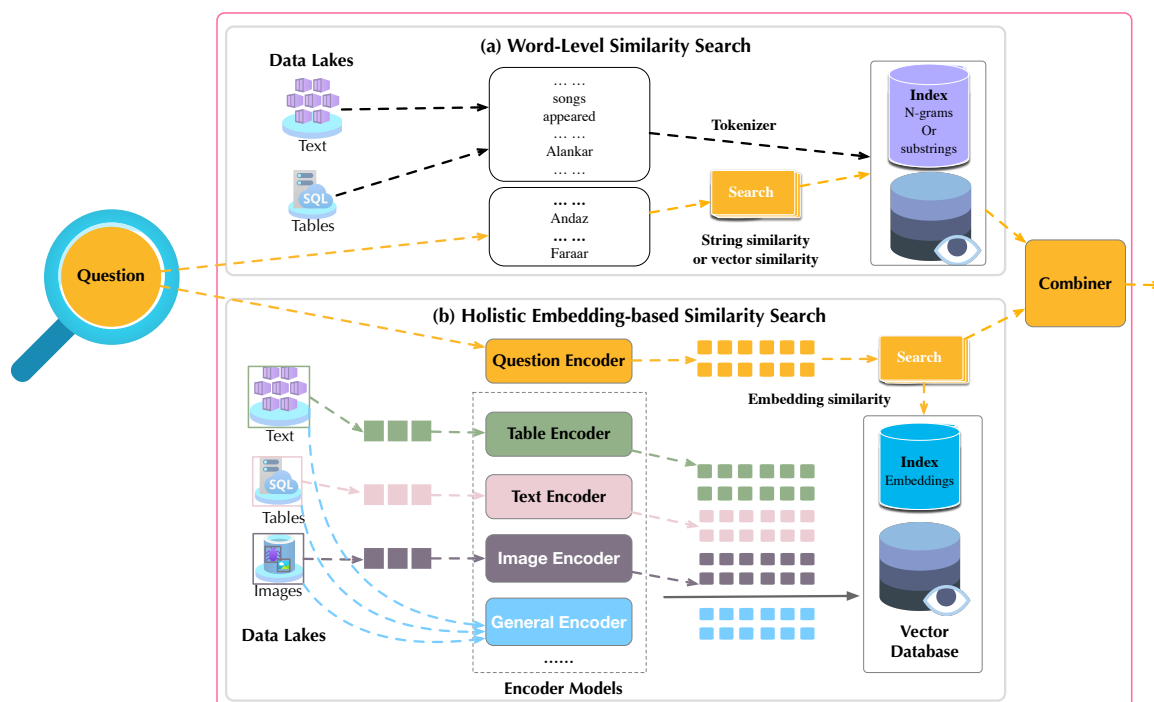 (a) Word-Level Similarity Search
Data Lakes
Text
SQL
Tables
... ...
songs
appeared
... ...
Alankar
... ...
... ...
Andaz
... ...
Faraar
Tokenizer
Search
String similarity
or vector similarity
Index
N-grams
Or
substrings
Question
Combiner
(b) Holistic Embedding-based Similarity Search
Question Encoder
Search
Embedding similarity
Text
SQL
Tables
Images
Data Lakes
Table Encoder
Text Encoder
Image Encoder
General Encoder
......
Encoder Models
Index
Embeddings
Vector
Database